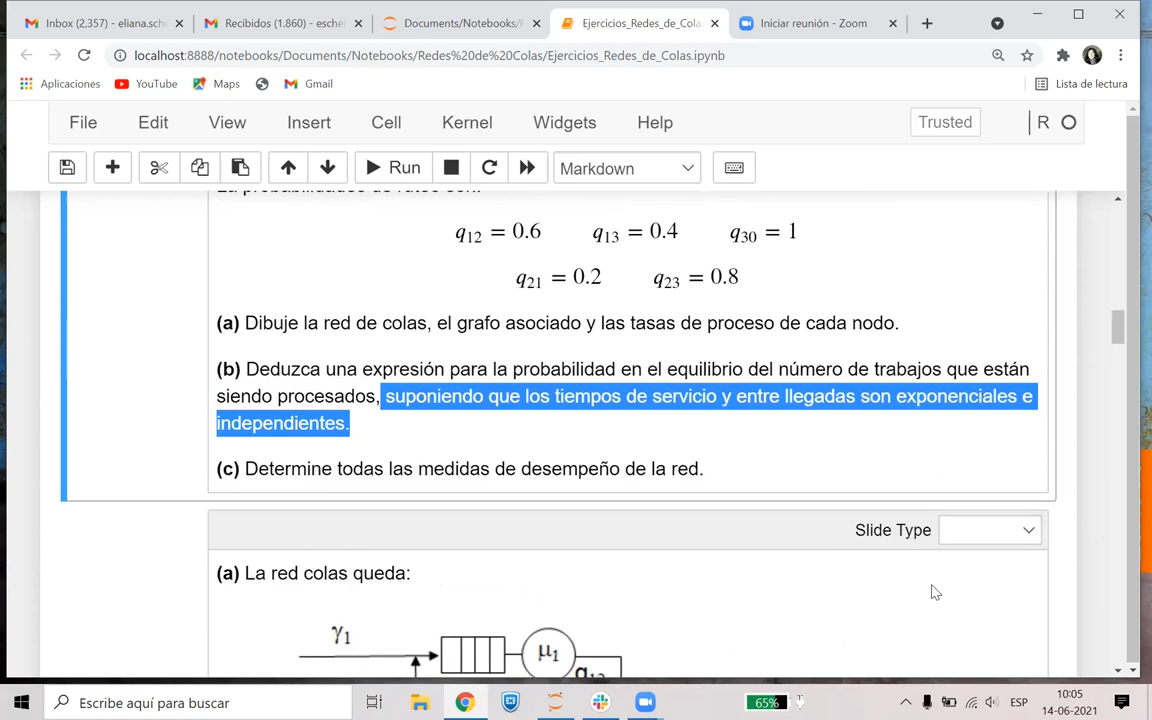 Inbox (2,357) - eliana.sche
Recibidos (1.860) - eschei
Documents/Notebooks/R
Ejercicios_Redes_de_Cola
Iniciar reunión - Zoom
localhost:8888/notebooks/Documents/Notebooks/Redes%20de%20Colas/Ejercicios_Redes_de_Colas.ipynb
Aplicaciones YouTube Maps Gmail Lista de lectura
File Edit View Insert Cell Kernel Widgets Help Trusted R
Run Markdown
q12 = 0.6 q13 = 0.4 q30 = 1
q21 = 0.2 q23 = 0.8
(a) Dibuje la red de colas, el grafo asociado y las tasas de proceso de cada nodo.
(b) Deduzca una expresión para la probabilidad en el equilibrio del número de trabajos que están
siendo procesados, suponiendo que los tiempos de servicio y entre llegadas son exponenciales e
independientes.
(c) Determine todas las medidas de desempeño de la red.
Slide Type
(a) La red colas queda:
γ1
μ1
Escribe aquí para buscar
65%
ESP
10:05
14-06-2021